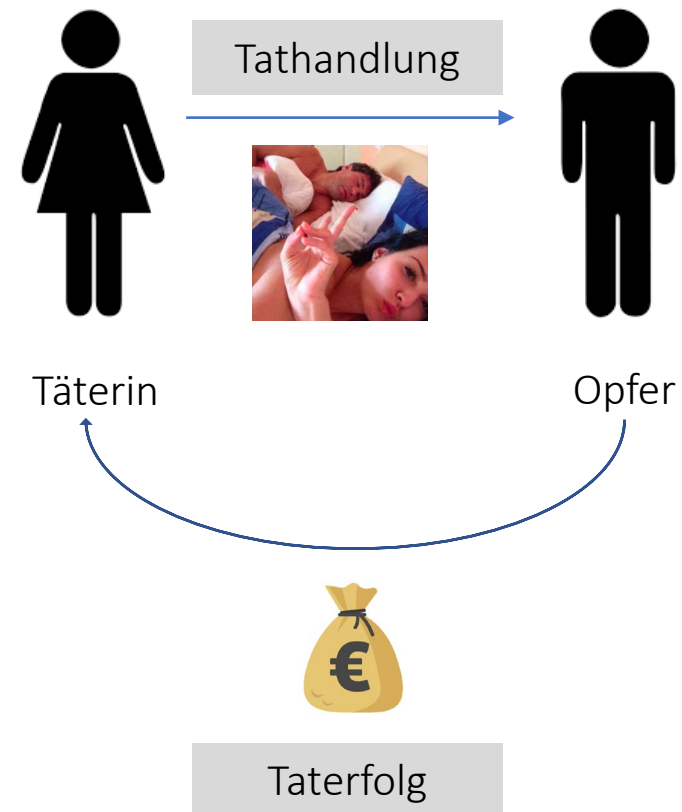 Tathandlung
Täterin
Opfer
€
Taterfolg